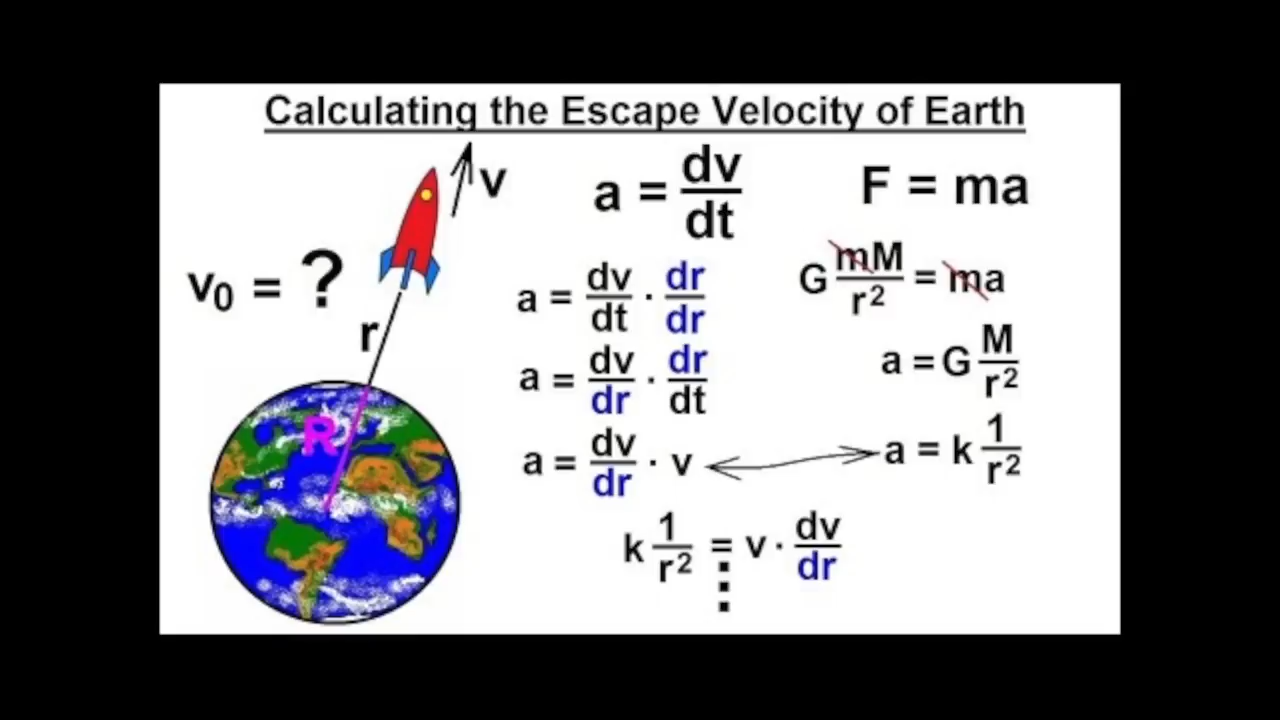 Calculating the Escape Velocity of Earth
v
v₀ = ?
r
R
a = dv/dt
a = dv/dt · dr/dr
a = dv/dr · dr/dt
a = dv/dr · v
F = ma
G mM/r² = ma
a = G M/r²
a = k 1/r²
k 1/r² = v · dv/dr
⋮